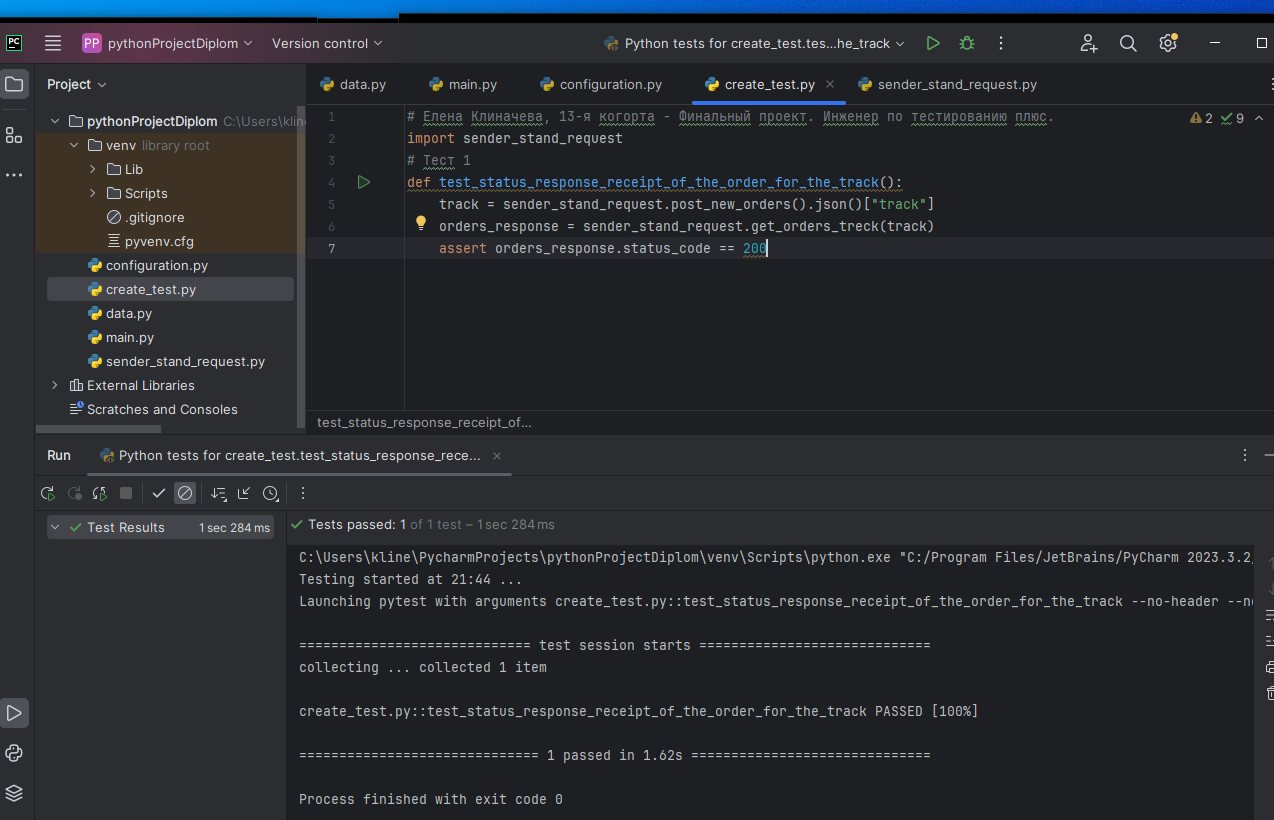 PC
PP pythonProjectDiplom Version control Python tests for create_test.tes...he_track
Project data.py main.py configuration.py create_test.py sender_stand_request.py
pythonProjectDiplom C:\Users\klin
venv library root
Lib
Scripts
.gitignore
pyvenv.cfg
configuration.py
create_test.py
data.py
main.py
sender_stand_request.py
External Libraries
Scratches and Consoles
1 # Елена Клиначева, 13-я когорта - Финальный проект. Инженер по тестированию плюс. 2 9
2 import sender_stand_request
3 # Тест 1
4 def test_status_response_receipt_of_the_order_for_the_track():
5 track = sender_stand_request.post_new_orders().json()["track"]
6 orders_response = sender_stand_request.get_orders_treck(track)
7 assert orders_response.status_code == 200
test_status_response_receipt_of...
Run Python tests for create_test.test_status_response_rece...
Test Results 1 sec 284 ms
Tests passed: 1 of 1 test – 1 sec 284 ms
C:\Users\kline\PycharmProjects\pythonProjectDiplom\venv\Scripts\python.exe "C:/Program Files/JetBrains/PyCharm 2023.3.2/
Testing started at 21:44 ...
Launching pytest with arguments create_test.py::test_status_response_receipt_of_the_order_for_the_track --no-header --no
============================= test session starts =============================
collecting ... collected 1 item
create_test.py::test_status_response_receipt_of_the_order_for_the_track PASSED [100%]
============================== 1 passed in 1.62s ==============================
Process finished with exit code 0